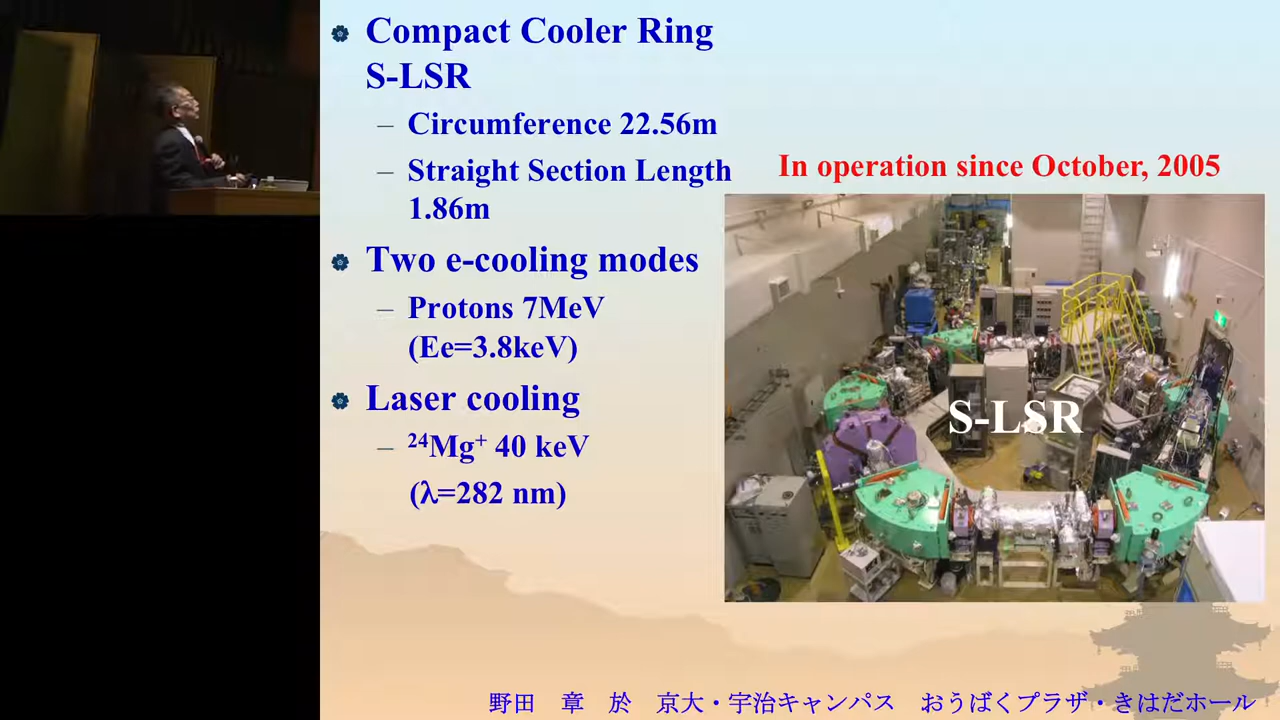 Compact Cooler Ring
S-LSR
– Circumference 22.56m
– Straight Section Length
1.86m
In operation since October, 2005
Two e-cooling modes
– Protons 7MeV
(Ee=3.8keV)
Laser cooling
– ²⁴Mg⁺ 40 keV
(λ=282 nm)
S-LSR
野田 章 於 京大・宇治キャンパス おうばくプラザ・きはだホール